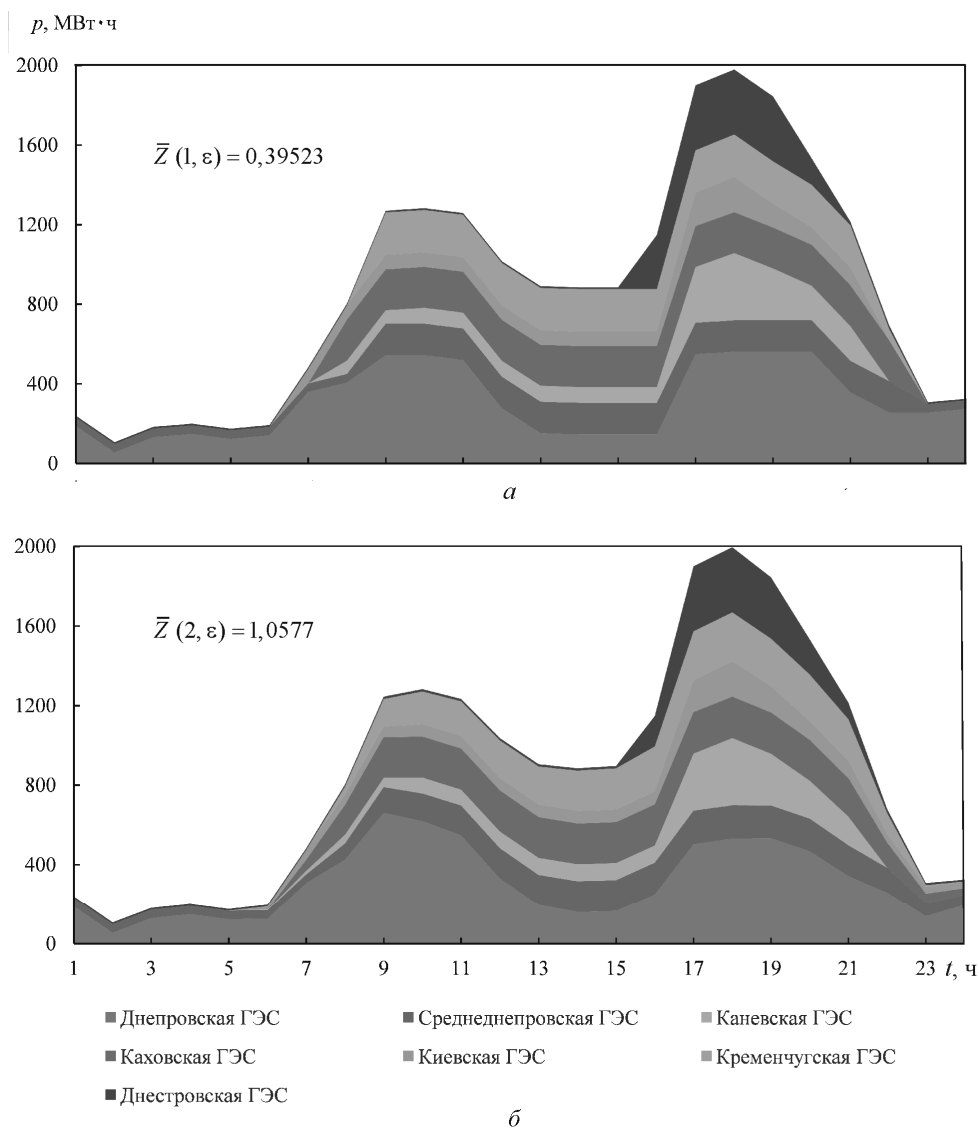 p, МВт·ч
2000
1600
Z̅ (1, ε) = 0,39523
1200
800
400
0
а
2000
1600
Z̅ (2, ε) = 1,0577
1200
800
400
0
1 3 5 7 9 11 13 15 17 19 21 23 t, ч
Днепровская ГЭС Среднеднепровская ГЭС Каневская ГЭС
Каховская ГЭС Киевская ГЭС Кременчугская ГЭС
Днестровская ГЭС
б